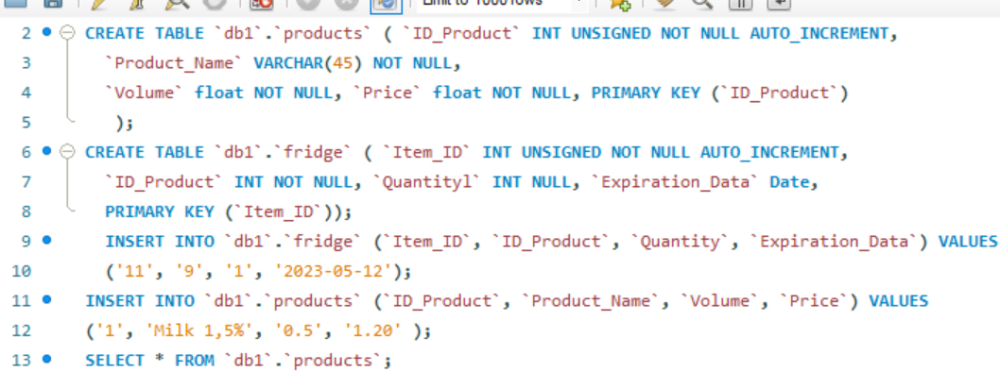 Limit to 1000 rows
2 CREATE TABLE `db1`.`products` ( `ID_Product` INT UNSIGNED NOT NULL AUTO_INCREMENT,
3 `Product_Name` VARCHAR(45) NOT NULL,
4 `Volume` float NOT NULL, `Price` float NOT NULL, PRIMARY KEY (`ID_Product`)
5 );
6 CREATE TABLE `db1`.`fridge` ( `Item_ID` INT UNSIGNED NOT NULL AUTO_INCREMENT,
7 `ID_Product` INT NOT NULL, `Quantityl` INT NULL, `Expiration_Data` Date,
8 PRIMARY KEY (`Item_ID`));
9 INSERT INTO `db1`.`fridge` (`Item_ID`, `ID_Product`, `Quantity`, `Expiration_Data`) VALUES
10 ('11', '9', '1', '2023-05-12');
11 INSERT INTO `db1`.`products` (`ID_Product`, `Product_Name`, `Volume`, `Price`) VALUES
12 ('1', 'Milk 1,5%', '0.5', '1.20' );
13 SELECT * FROM `db1`.`products`;